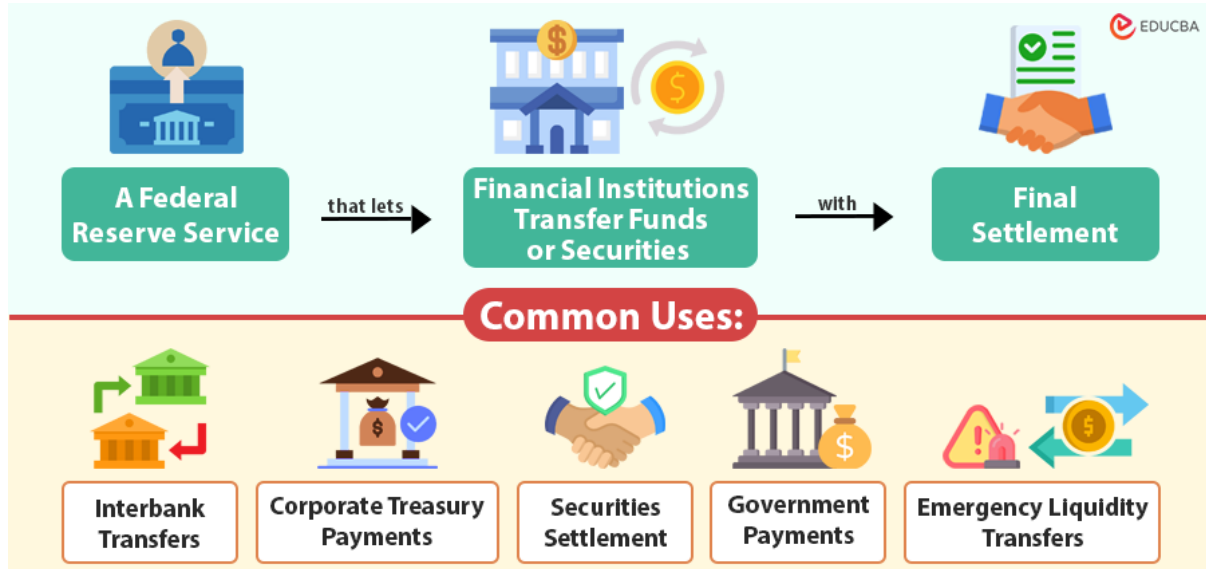 EDUCBA
A Federal
Reserve Service
that lets
Financial Institutions
Transfer Funds
or Securities
with
Final
Settlement
Common Uses:
Interbank
Transfers
Corporate Treasury
Payments
Securities
Settlement
Government
Payments
Emergency Liquidity
Transfers